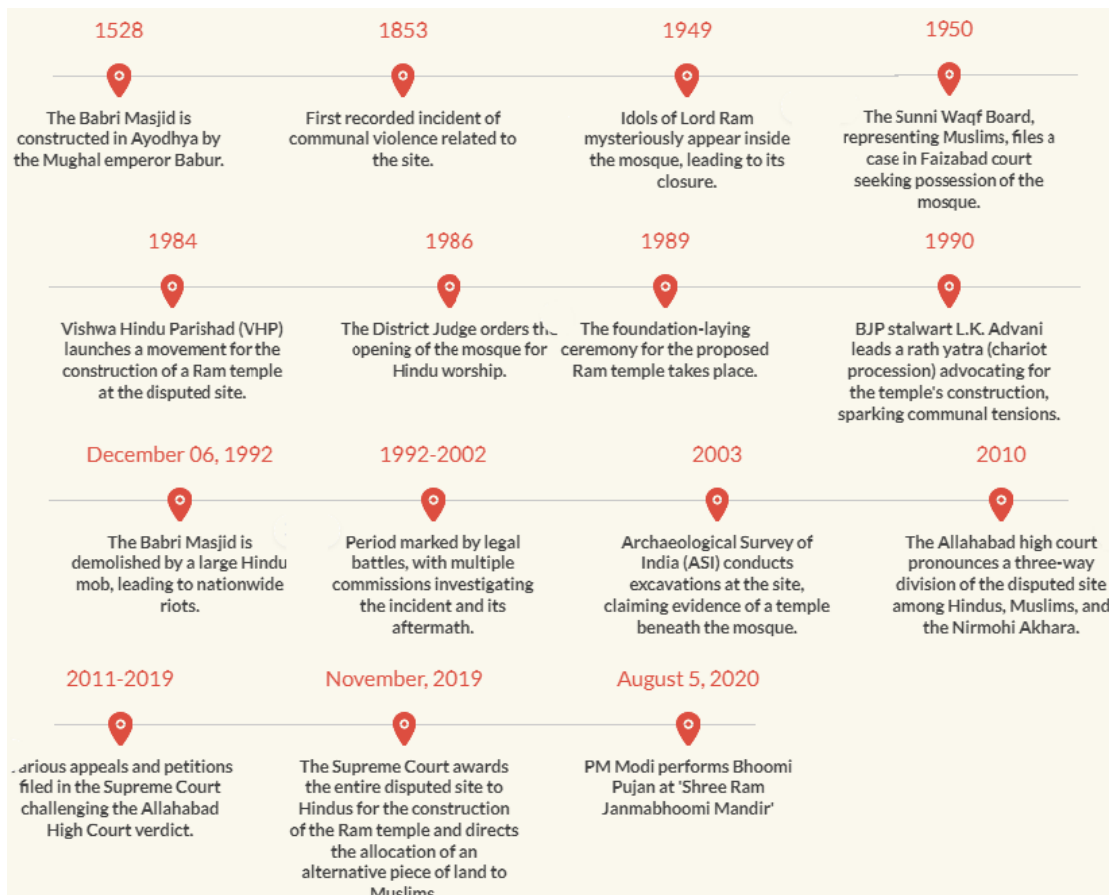 1528
The Babri Masjid is
constructed in Ayodhya by
the Mughal emperor Babur.
1853
First recorded incident of
communal violence related to
the site.
1949
Idols of Lord Ram
mysteriously appear inside
the mosque, leading to its
closure.
1950
The Sunni Waqf Board,
representing Muslims, files a
case in Faizabad court
seeking possession of the
mosque.
1984
Vishwa Hindu Parishad (VHP)
launches a movement for the
construction of a Ram temple
at the disputed site.
1986
The District Judge orders the
opening of the mosque for
Hindu worship.
1989
The foundation-laying
ceremony for the proposed
Ram temple takes place.
1990
BJP stalwart L.K. Advani
leads a rath yatra (chariot
procession) advocating for
the temple's construction,
sparking communal tensions.
December 06, 1992
The Babri Masjid is
demolished by a large Hindu
mob, leading to nationwide
riots.
1992-2002
Period marked by legal
battles, with multiple
commissions investigating
the incident and its
aftermath.
2003
Archaeological Survey of
India (ASI) conducts
excavations at the site,
claiming evidence of a temple
beneath the mosque.
2010
The Allahabad high court
pronounces a three-way
division of the disputed site
among Hindus, Muslims, and
the Nirmohi Akhara.
2011-2019
arious appeals and petitions
filed in the Supreme Court
challenging the Allahabad
High Court verdict.
November, 2019
The Supreme Court awards
the entire disputed site to
Hindus for the construction
of the Ram temple and directs
the allocation of an
alternative piece of land to
Muslims
August 5, 2020
PM Modi performs Bhoomi
Pujan at 'Shree Ram
Janmabhoomi Mandir'